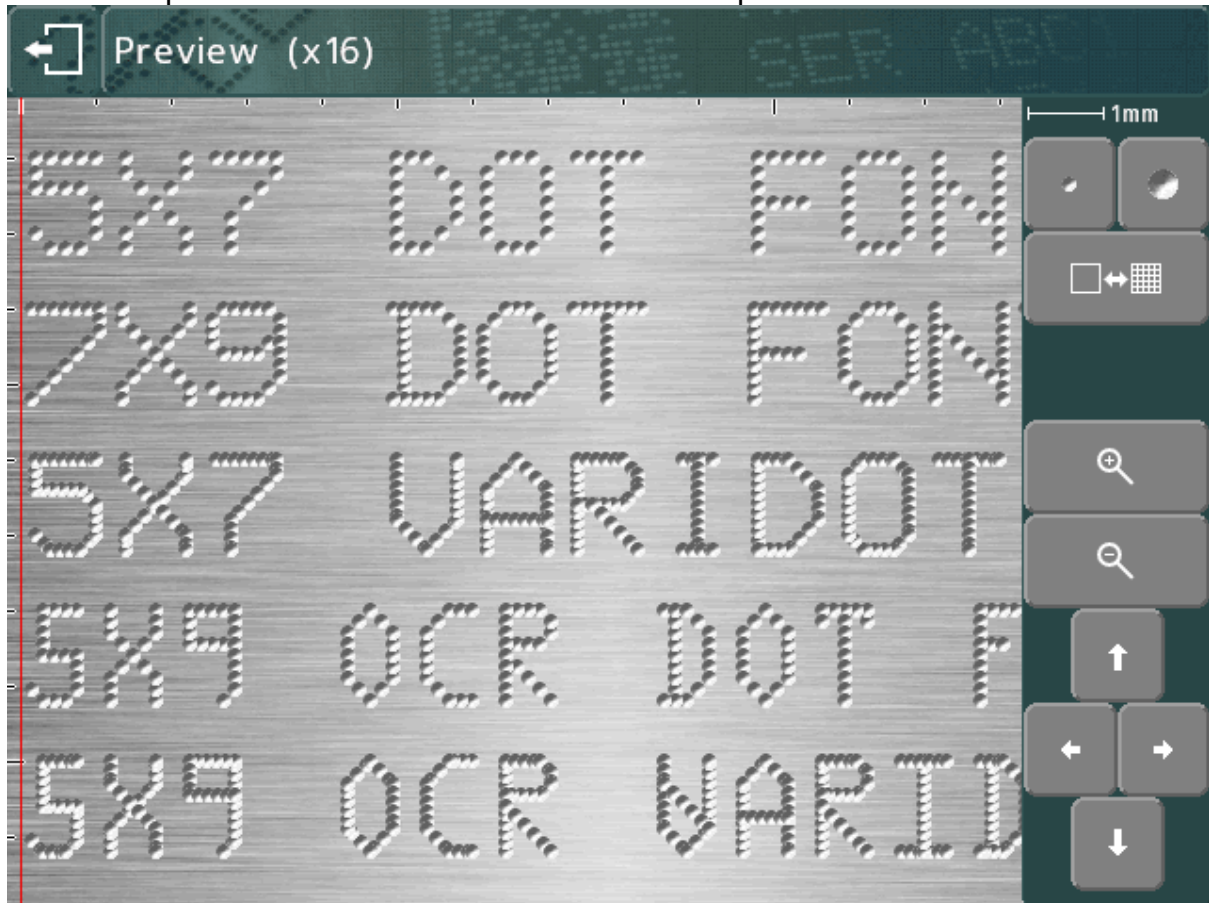 Preview (x16)
1mm
5X7 DOT FON
7X9 DOT FON
5X7 VARIDOT
5X9 OCR DOT F
5X9 OCR VARID